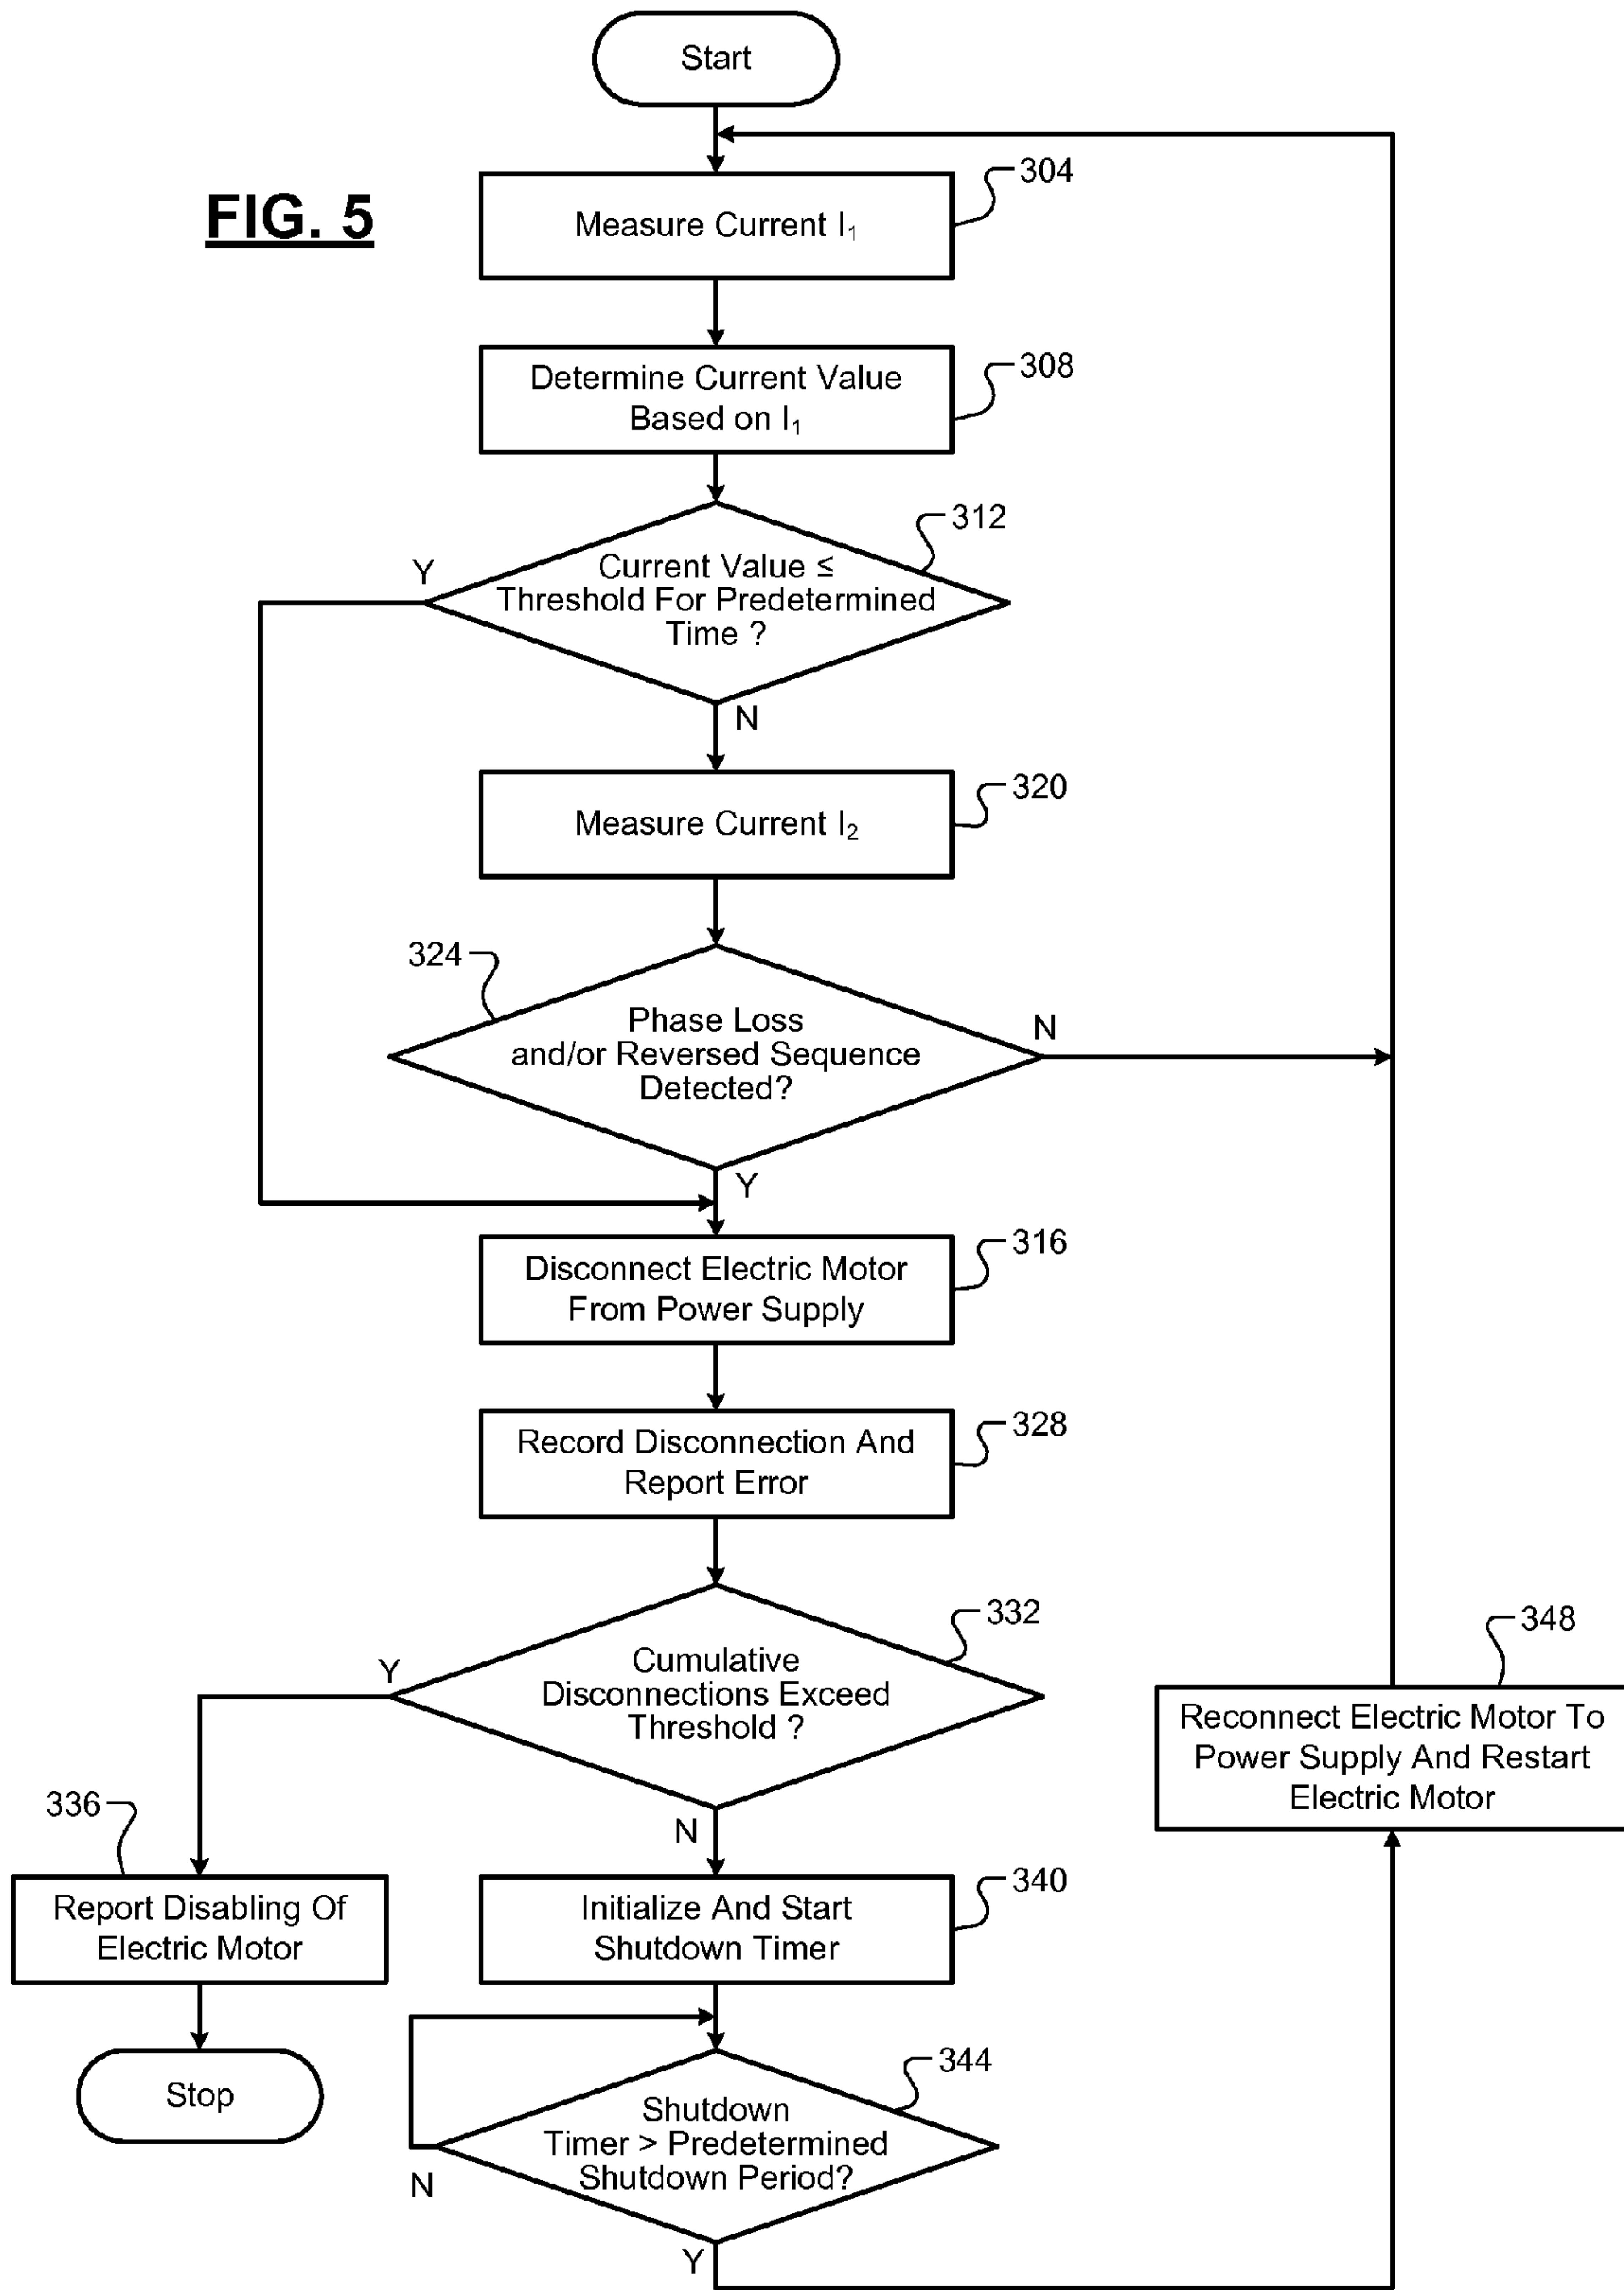 Start
FIG. 5
304
Measure Current I₁
308
Determine Current Value
Based on I₁
312
Y
Current Value ≤
Threshold For Predetermined
Time ?
N
320
Measure Current I₂
324
Phase Loss
and/or Reversed Sequence
Detected?
N
Y
316
Disconnect Electric Motor
From Power Supply
328
Record Disconnection And
Report Error
332
Y
Cumulative
Disconnections Exceed
Threshold ?
348
Reconnect Electric Motor To
Power Supply And Restart
Electric Motor
N
336
Report Disabling Of
Electric Motor
340
Initialize And Start
Shutdown Timer
Stop
344
Shutdown
Timer > Predetermined
Shutdown Period?
N
Y